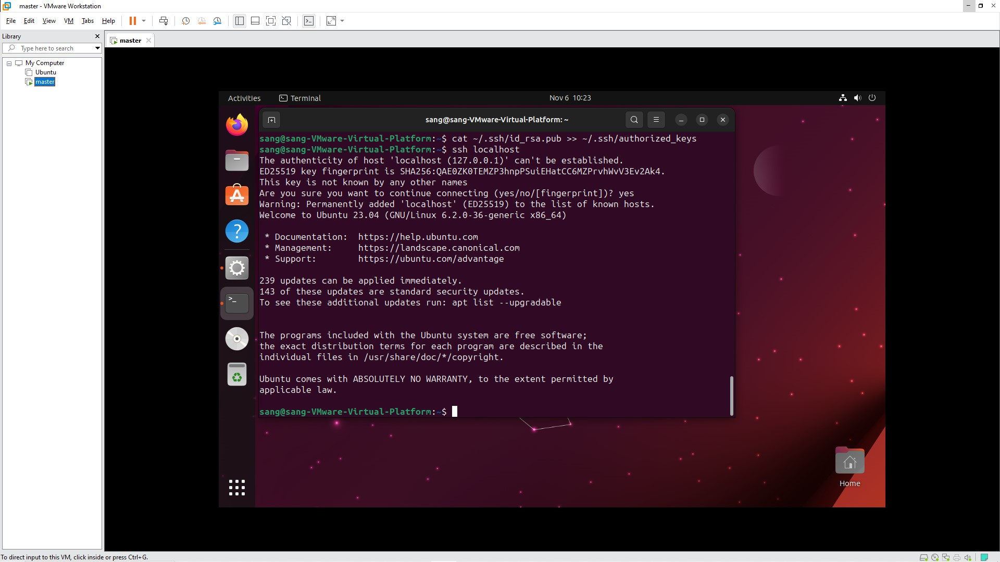 master - VMware Workstation
File Edit View VM Tabs Help
Library
master
Type here to search
My Computer
Ubuntu
master
Activities Terminal Nov 6 10:23
sang@sang-VMware-Virtual-Platform: ~
sang@sang-VMware-Virtual-Platform:~$ cat ~/.ssh/id_rsa.pub >> ~/.ssh/authorized_keys
sang@sang-VMware-Virtual-Platform:~$ ssh localhost
The authenticity of host 'localhost (127.0.0.1)' can't be established.
ED25519 key fingerprint is SHA256:QAE0ZK0TEMZP3hnpPSuiEHatCC6MZPrvhWvV3Ev2Ak4.
This key is not known by any other names
Are you sure you want to continue connecting (yes/no/[fingerprint])? yes
Warning: Permanently added 'localhost' (ED25519) to the list of known hosts.
Welcome to Ubuntu 23.04 (GNU/Linux 6.2.0-36-generic x86_64)
* Documentation: https://help.ubuntu.com
* Management: https://landscape.canonical.com
* Support: https://ubuntu.com/advantage
239 updates can be applied immediately.
143 of these updates are standard security updates.
To see these additional updates run: apt list --upgradable
The programs included with the Ubuntu system are free software;
the exact distribution terms for each program are described in the
individual files in /usr/share/doc/*/copyright.
Ubuntu comes with ABSOLUTELY NO WARRANTY, to the extent permitted by
applicable law.
sang@sang-VMware-Virtual-Platform:~$
Home
To direct input to this VM, click inside or press Ctrl+G.